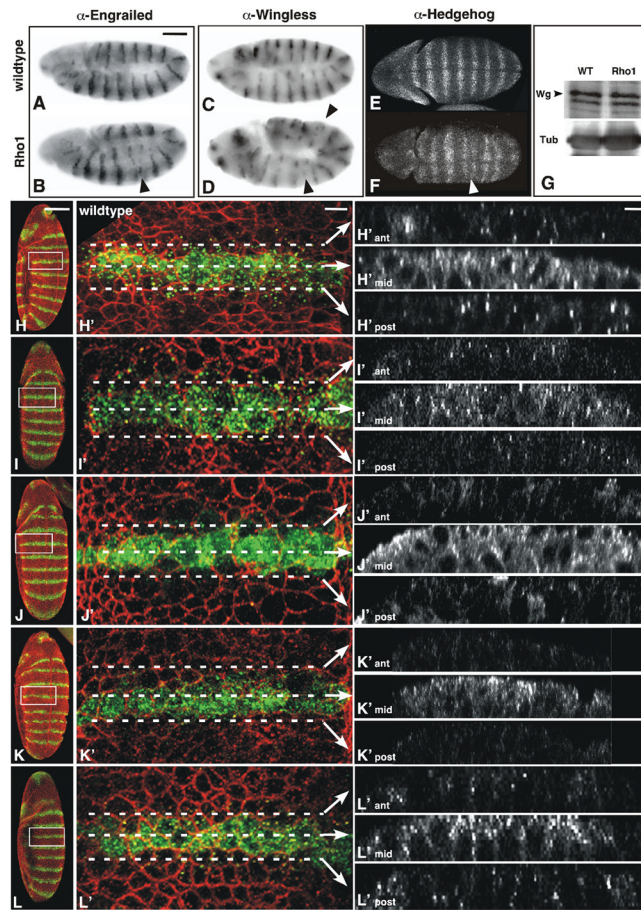 α-Engrailed α-Wingless α-Hedgehog
wildtype
A C E
WT Rho1
Wg
Tub
G
Rho1
B D F
wildtype
H H' H' ant
H' mid
H' post
I I' I' ant
I' mid
I' post
J J' J' ant
J' mid
J' post
K K' K' ant
K' mid
K' post
L L' L' ant
L' mid
L' post